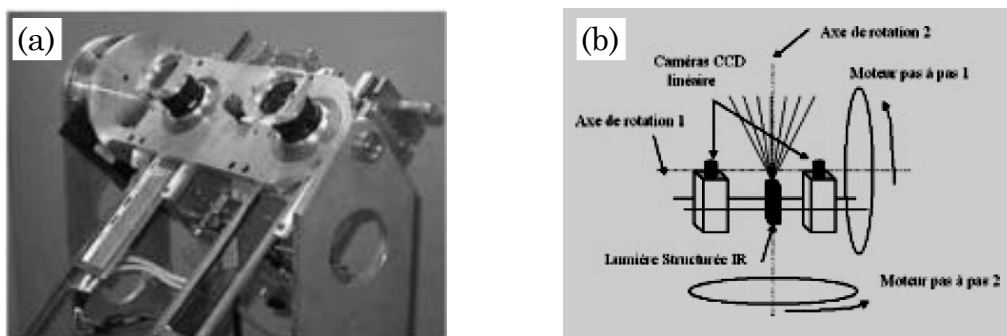 (a)
(b)
Axe de rotation 2
Caméras CCD
linéaire
Moteur pas à pas 1
Axe de rotation 1
Lumière Structurée IR
Moteur pas à pas 2